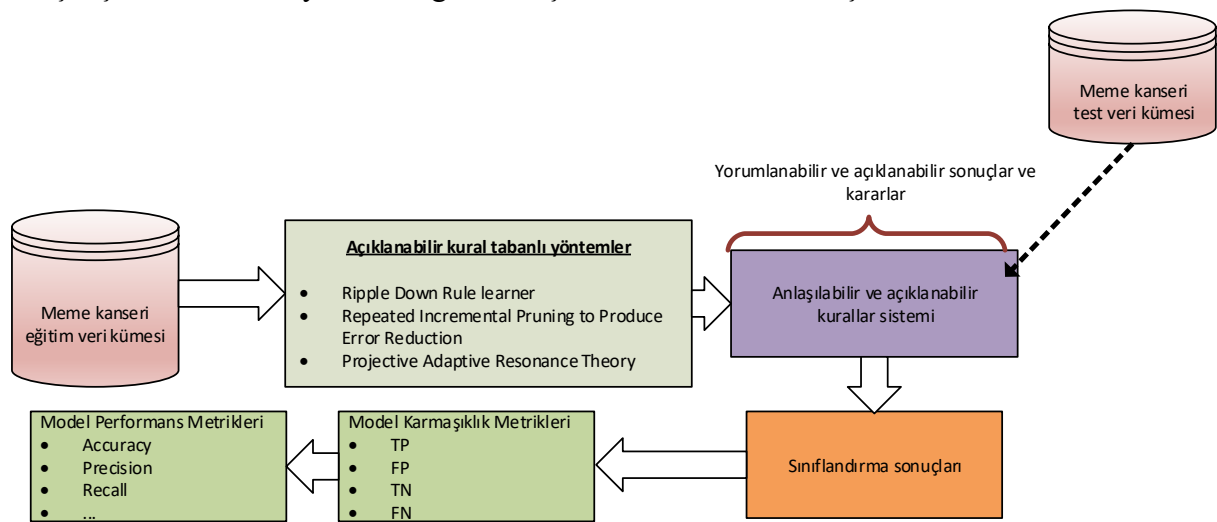 Meme kanseri
test veri kümesi
Yorumlanabilir ve açıklanabilir sonuçlar ve
kararlar
Meme kanseri
eğitim veri kümesi
Açıklanabilir kural tabanlı yöntemler
• Ripple Down Rule learner
• Repeated Incremental Pruning to Produce
Error Reduction
• Projective Adaptive Resonance Theory
Anlaşılabilir ve açıklanabilir
kurallar sistemi
Sınıflandırma sonuçları
Model Karmaşıklık Metrikleri
• TP
• FP
• TN
• FN
Model Performans Metrikleri
• Accuracy
• Precision
• Recall
• ...